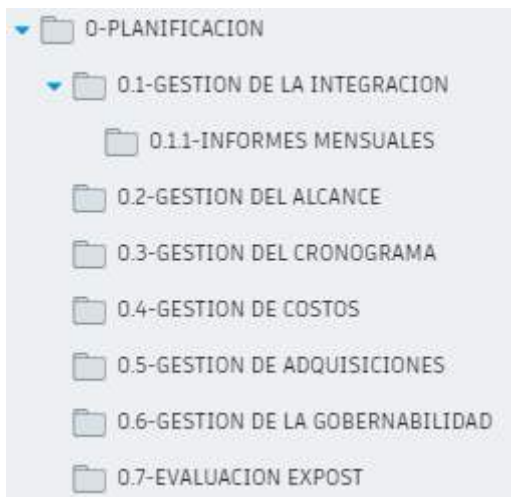 0-PLANIFICACION
0.1-GESTION DE LA INTEGRACION
0.1.1-INFORMES MENSUALES
0.2-GESTION DEL ALCANCE
0.3-GESTION DEL CRONOGRAMA
0.4-GESTION DE COSTOS
0.5-GESTION DE ADQUISICIONES
0.6-GESTION DE LA GOBERNABILIDAD
0.7-EVALUACION EXPOST